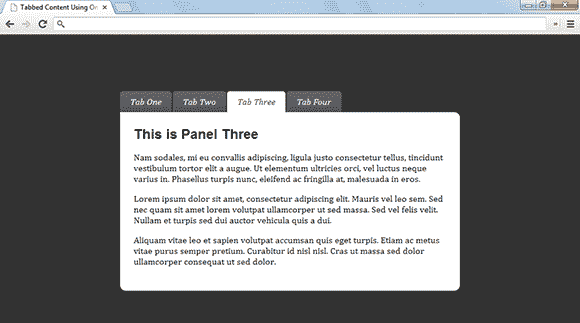 Tabbed Content Using On
Tab One Tab Two Tab Three Tab Four
This is Panel Three
Nam sodales, mi eu convallis adipiscing, ligula justo consectetur tellus, tincidunt
vestibulum tortor elit a augue. Ut elementum ultricies orci, vel luctus neque
varius in. Phasellus turpis nunc, eleifend ac fringilla at, malesuada in eros.
Lorem ipsum dolor sit amet, consectetur adipiscing elit. Mauris vel leo sem. Sed
nec quam sit amet lorem volutpat ullamcorper ut sed massa. Sed vel felis velit.
Nullam et turpis sed dui auctor vehicula quis a dui.
Aliquam vitae leo et sapien volutpat accumsan quis eget turpis. Etiam ac metus
vitae purus semper pretium. Curabitur id nisl nisl. Cras ut massa sed dolor
ullamcorper consequat ut sed dolor.